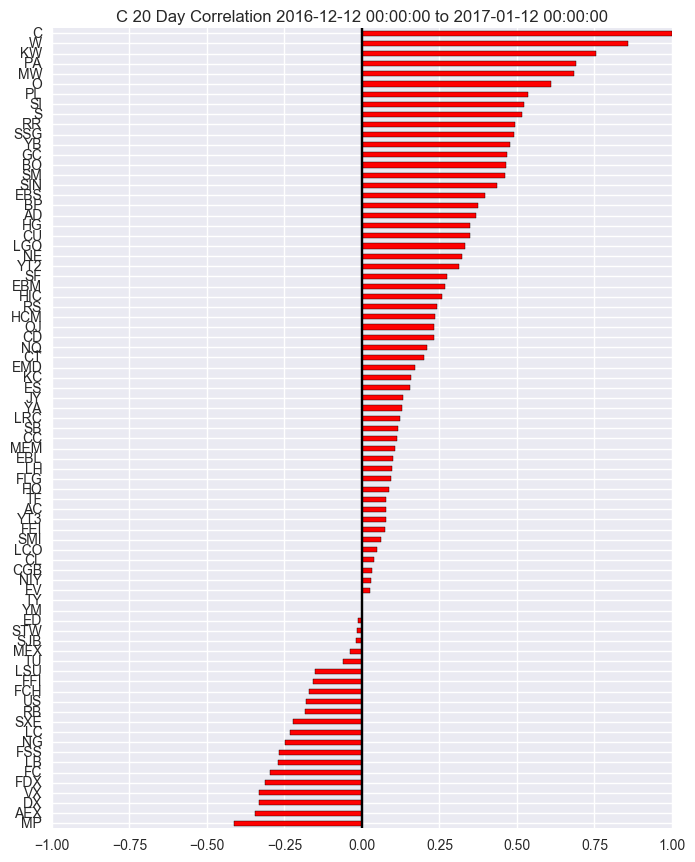 C 20 Day Correlation 2016-12-12 00:00:00 to 2017-01-12 00:00:00
C
W
KW
PA
MW
O
PL
SI
S
RR
SSG
YB
GC
BO
SM
SIN
EBS
BP
AD
HG
CU
LGO
NE
YT2
SF
EBM
HIC
RS
HCM
OJ
CD
NQ
CT
EMD
KC
ES
JY
YA
LRC
SB
CC
MEM
EBL
LH
FLG
HO
TF
AC
YT3
FEI
SMI
LCO
CL
CGB
NIY
FV
TY
YM
ED
STW
SJB
MFX
TU
LSU
FFI
FCH
US
RB
SXE
LC
NG
FSS
LB
FC
FDX
VX
DX
AEX
MP
−1.00 −0.75 −0.50 −0.25 0.00 0.25 0.50 0.75 1.00